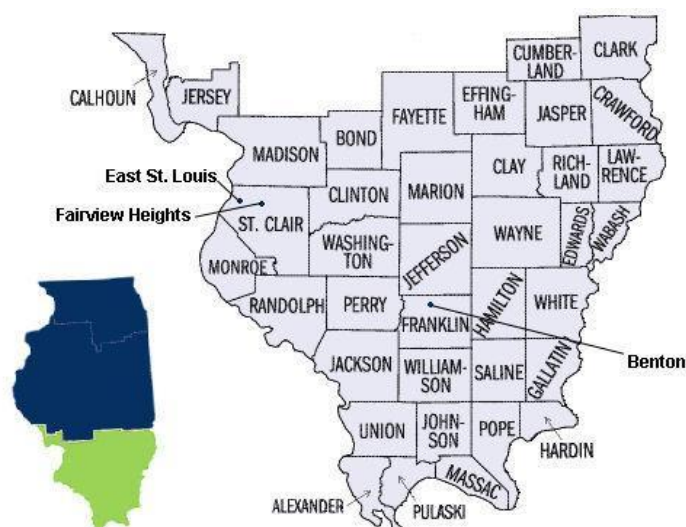 CUMBER-
LAND
CLARK
CALHOUN
JERSEY
FAYETTE
EFFING-
HAM
JASPER
CRAWFORD
BOND
MADISON
CLAY
RICH-
LAND
LAW-
RENCE
East St. Louis
CLINTON
MARION
Fairview Heights
ST. CLAIR
WAYNE
EDWARDS
WABASH
WASHING-
TON
JEFFERSON
MONROE
RANDOLPH
PERRY
HAMILTON
WHITE
FRANKLIN
Benton
JACKSON
WILLIAM-
SON
SALINE
GALLATIN
UNION
JOHN-
SON
POPE
HARDIN
MASSAC
ALEXANDER
PULASKI